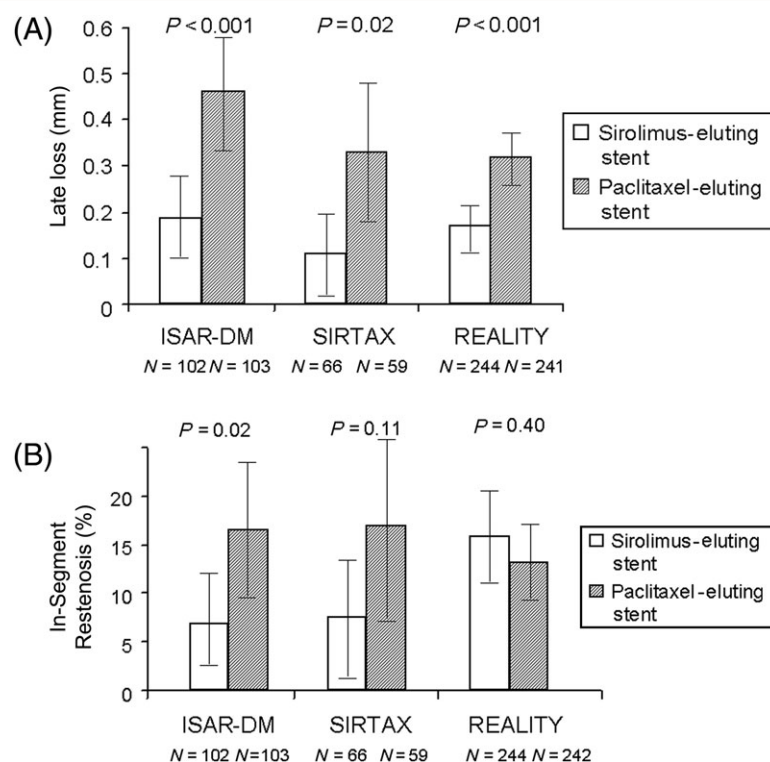 (A)
P < 0.001 P = 0.02 P < 0.001
0.6
0.5
0.4
0.3
0.2
0.1
0
Late loss (mm)
Sirolimus-eluting
stent
Paclitaxel-eluting
stent
ISAR-DM SIRTAX REALITY
N = 102 N = 103 N = 66 N = 59 N = 244 N = 241
(B)
P = 0.02 P = 0.11 P = 0.40
20
15
10
5
0
In-Segment
Restenosis (%)
Sirolimus-eluting
stent
Paclitaxel-eluting
stent
ISAR-DM SIRTAX REALITY
N = 102 N=103 N = 66 N = 59 N = 244 N = 242